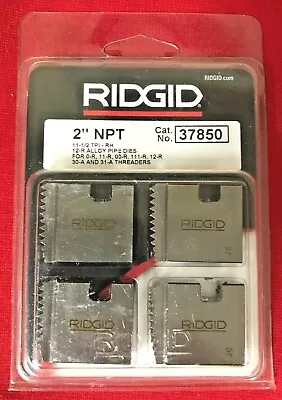 RIDGID.com
RIDGID
2" NPT
Cat. No. 37850
11-1/2 TPI - RH
12-R ALLOY PIPE DIES
FOR 0-R, 11-R, 00-R, 111-R, 12-R
30-A AND 31-A THREADERS
RIDGID
RIDGID
RIDGID
RIDGID